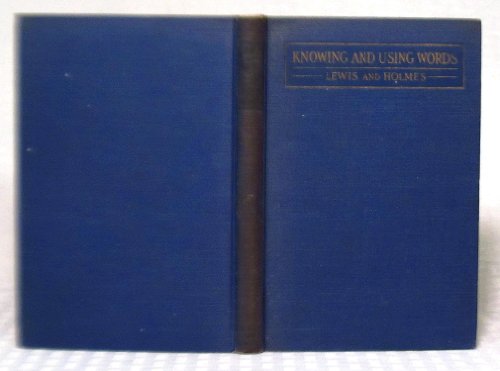 KNOWING AND USING WORDS
LEWIS AND HOLMES